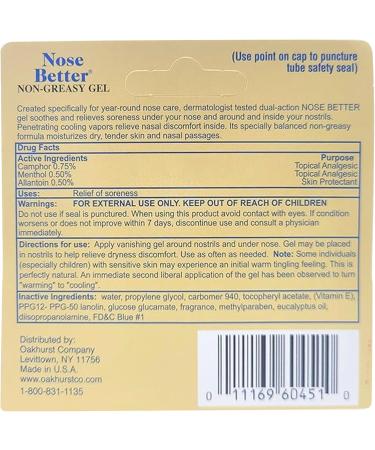 Nose
Better®
NON-GREASY GEL
(Use point on cap to puncture
tube safety seal)
Created specifically for year-round nose care, dermatologist tested dual-action NOSE BETTER
gel soothes and relieves soreness under your nose and around and inside your nostrils.
Penetrating cooling vapors relieve nasal discomfort inside. Its specially balanced non-greasy
formula moisturizes dry, tender skin and nasal passages.
Drug Facts
Active Ingredients Purpose
Camphor 0.75% Topical Analgesic
Menthol 0.50% Topical Analgesic
Allantoin 0.50% Skin Protectant
Uses: Relief of soreness
Warnings: FOR EXTERNAL USE ONLY. KEEP OUT OF REACH OF CHILDREN
Do not use if seal is punctured. When using this product avoid contact with eyes. If condition
worsens or does not improve within 7 days, discontinue use and consult a physician
immediately.
Directions for use: Apply vanishing gel around nostrils and under nose. Gel may be placed
in nostrils to help relieve dryness discomfort. Use as often as needed. Note: Some individuals
(especially children) with sensitive skin may experience an initial warm tingling feeling. This is
perfectly natural. An immediate second liberal application of the gel has been observed to turn
"warming" to "cooling".
Inactive Ingredients: water, propylene glycol, carbomer 940, tocopheryl acetate, (Vitamin E),
PPG12- PPG-50 lanolin, glucose glucamate, fragrance, methylparaben, eucalyptus oil,
diisopropanolamine, FD&C Blue #1
Distributed by:
Oakhurst Company
Levittown, NY 11756
Made in U.S.A.
www.oakhurstco.com
1-800-831-1135
0 11169 60451 0